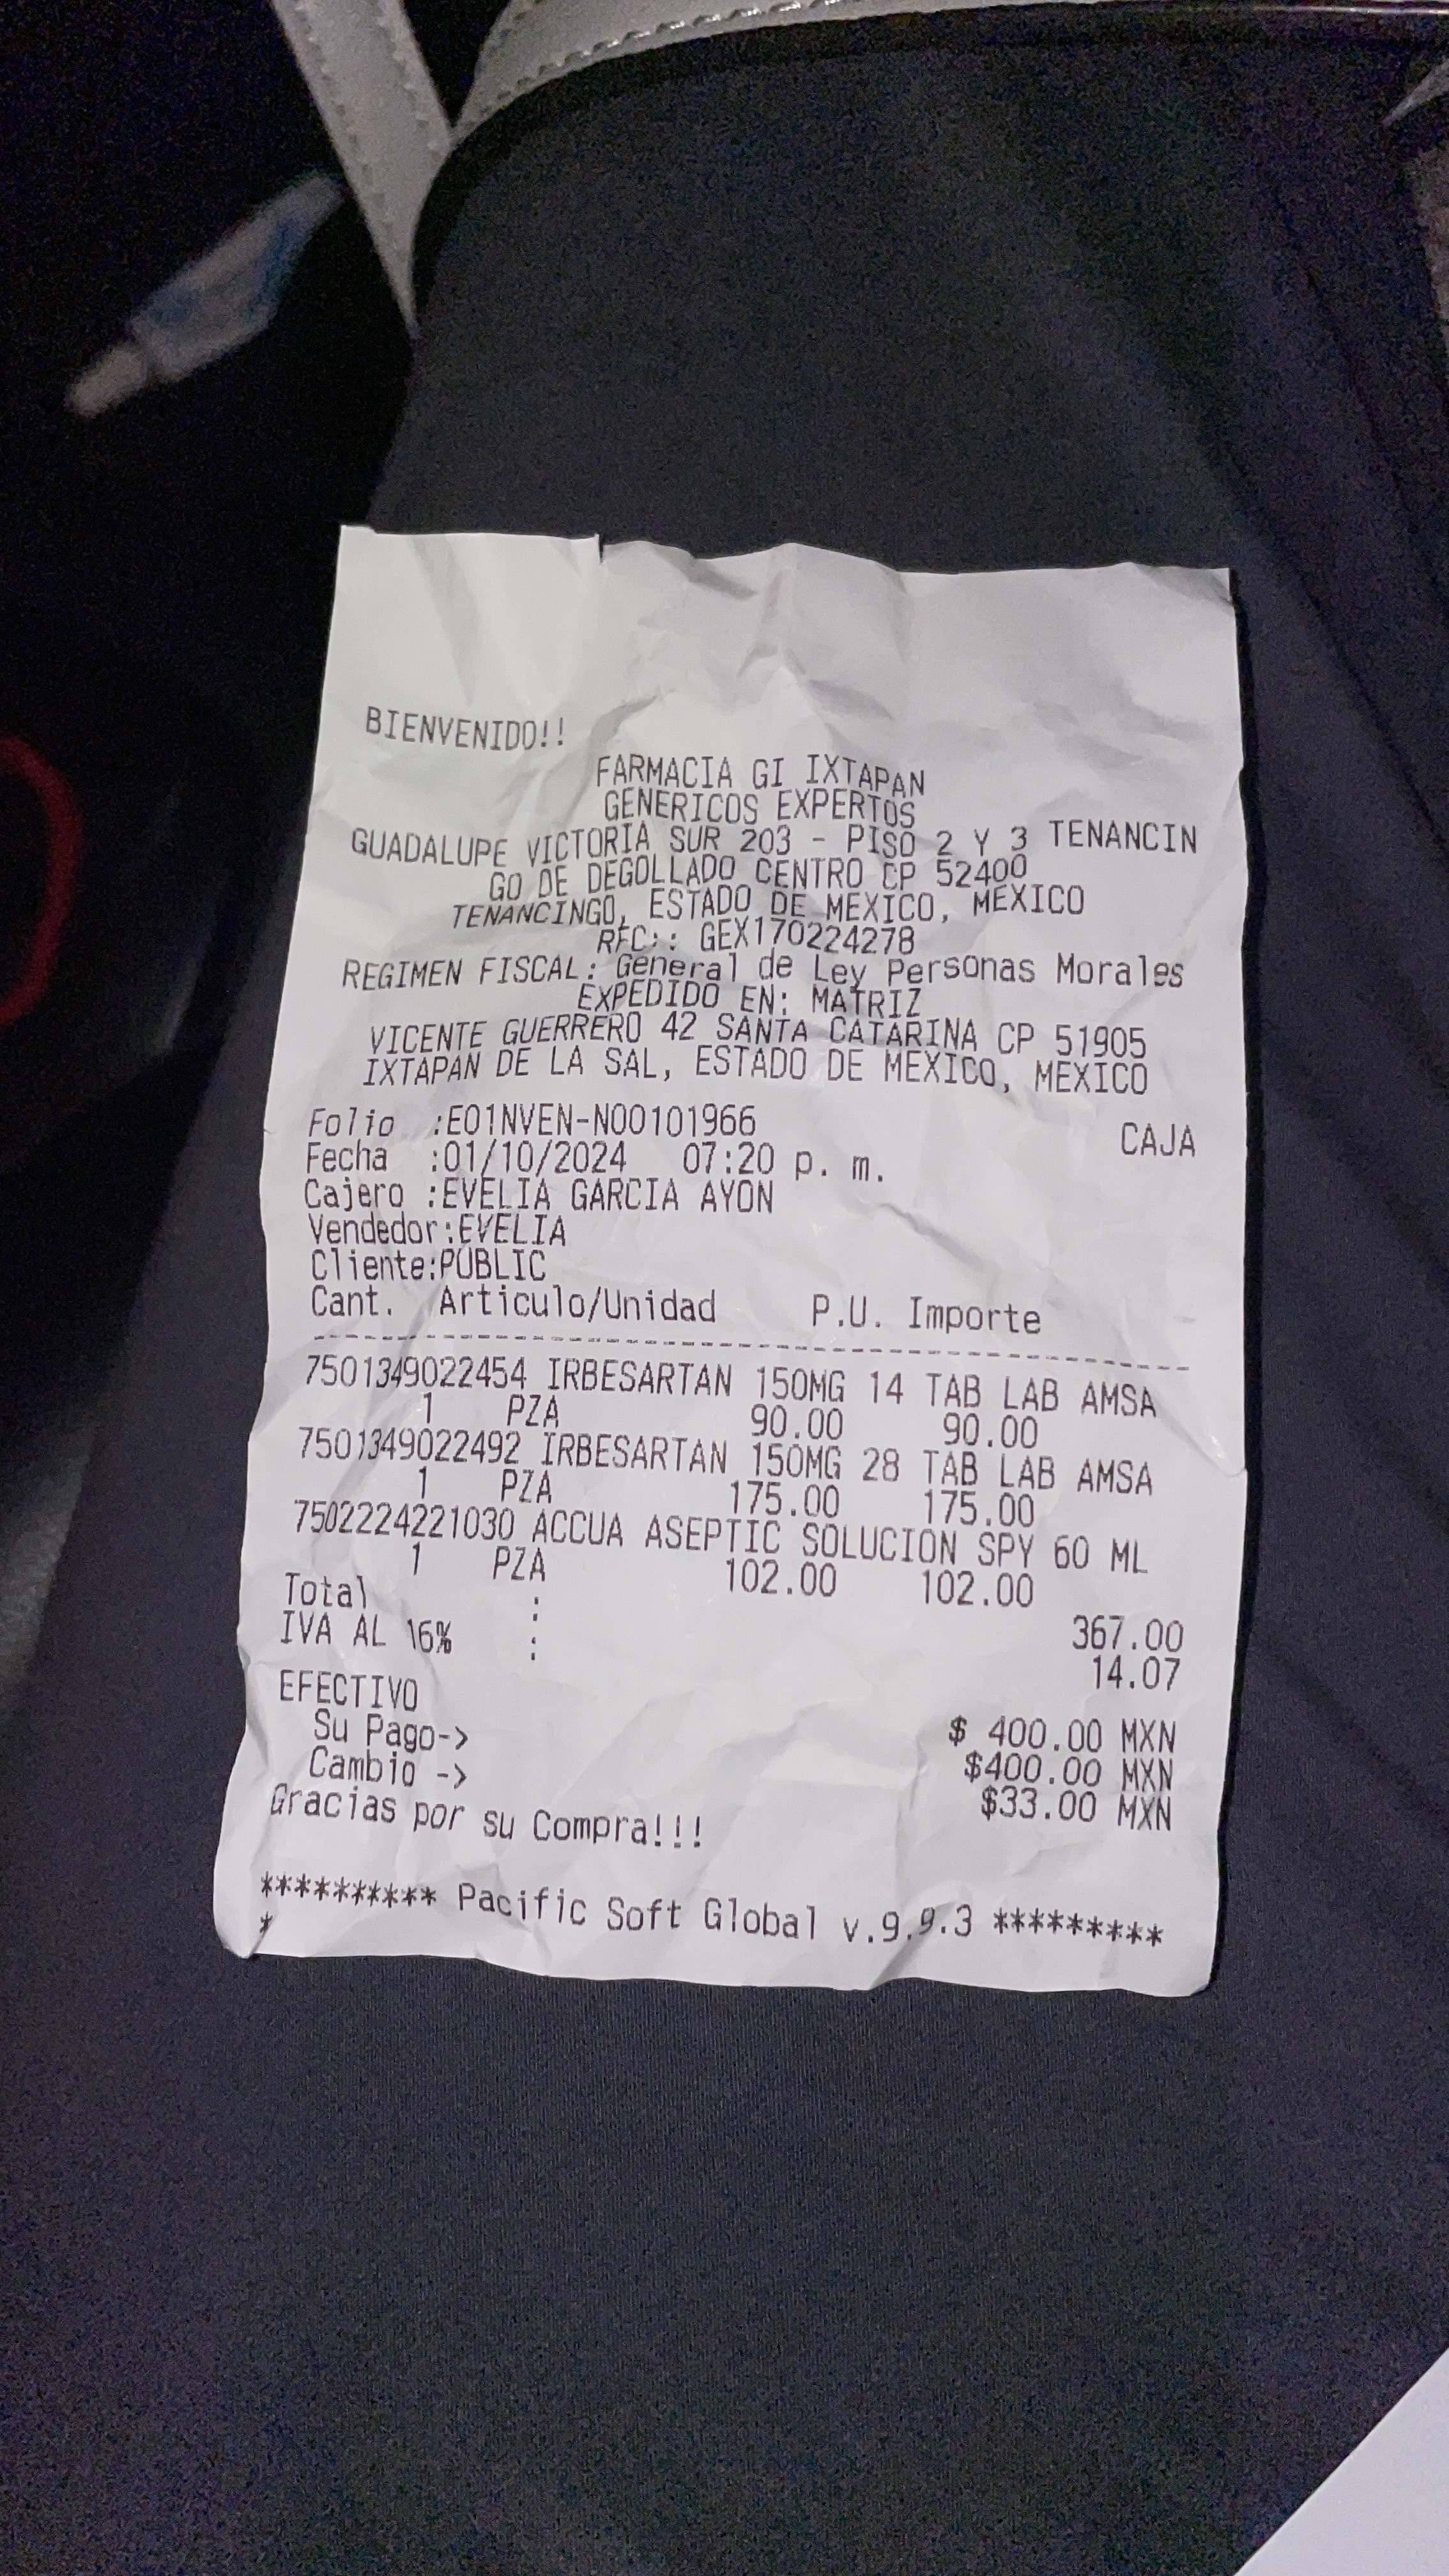 BIENVENIDO!!
FARMACIA GI IXTAPAN
GENERICOS EXPERTOS
GUADALUPE VICTORIA SUR 203 - PISO 2 Y 3 TENANCIN
GO DE DEGOLLADO CENTRO CP 52400
TENANCINGO, ESTADO DE MEXICO, MEXICO
RFC:: GEX170224278
REGIMEN FISCAL: General de Ley Personas Morales
EXPEDIDO EN: MATRIZ
VICENTE GUERRERO 42 SANTA CATARINA CP 51905
IXTAPAN DE LA SAL, ESTADO DE MEXICO, MEXICO
Folio :E01NVEN-N00101966 CAJA
Fecha :01/10/2024 07:20 p. m.
Cajero :EVELIA GARCIA AYON
Vendedor:EVELIA
Cliente:PUBLIC
Cant. Articulo/Unidad P.U. Importe
------------------------------------------------
7501349022454 IRBESARTAN 150MG 14 TAB LAB AMSA
1 PZA 90.00 90.00
7501349022492 IRBESARTAN 150MG 28 TAB LAB AMSA
1 PZA 175.00 175.00
7502224221030 ACCUA ASEPTIC SOLUCION SPY 60 ML
1 PZA 102.00 102.00
Total : 367.00
IVA AL 16% : 14.07
EFECTIVO $ 400.00 MXN
Su Pago-> $400.00 MXN
Cambio -> $33.00 MXN
Gracias por su Compra!!!
********** Pacific Soft Global v.9.9.3 *********
*